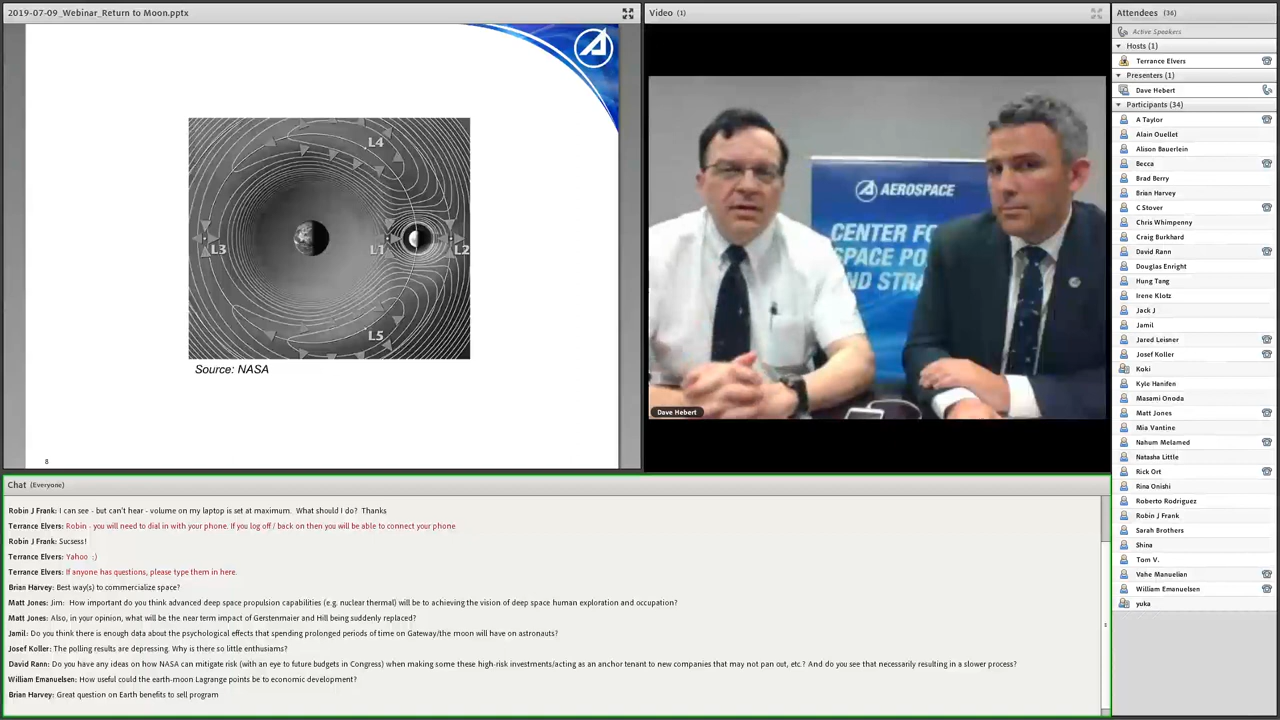 2019-07-09_Webinar_Return to Moon.pptx
L4
L3
L1
L2
L5
Source: NASA
8
Video (1)
AEROSPACE
CENTER FO
SPACE PO
AND STRA
Dave Hebert
Chat (Everyone)
Robin J Frank: I can see - but can't hear - volume on my laptop is set at maximum. What should I do? Thanks
Terrance Elvers: Robin - you will need to dial in with your phone. If you log off / back on then you will be able to connect your phone
Robin J Frank: Sucsess!
Terrance Elvers: Yahoo :)
Terrance Elvers: If anyone has questions, please type them in here.
Brian Harvey: Best way(s) to commercialize space?
Matt Jones: Jim: How important do you think advanced deep space propulsion capabilities (e.g. nuclear thermal) will be to achieving the vision of deep space human exploration and occupation?
Matt Jones: Also, in your opinion, what will be the near term impact of Gerstenmaier and Hill being suddenly replaced?
Jamil: Do you think there is enough data about the psychological effects that spending prolonged periods of time on Gateway/the moon will have on astronauts?
Josef Koller: The polling results are depressing. Why is there so little enthusiams?
David Rann: Do you have any ideas on how NASA can mitigate risk (with an eye to future budgets in Congress) when making some these high-risk investments/acting as an anchor tenant to new companies that may not pan out, etc.? And do you see that necessarily resulting in a slower process?
William Emanuelsen: How useful could the earth-moon Lagrange points be to economic development?
Brian Harvey: Great question on Earth benefits to sell program
Attendees (36)
Active Speakers
Hosts (1)
Terrance Elvers
Presenters (1)
Dave Hebert
Participants (34)
A Taylor
Alain Ouellet
Alison Bauerlein
Becca
Brad Berry
Brian Harvey
C Stover
Chris Whimpenny
Craig Burkhard
David Rann
Douglas Enright
Hung Tang
Irene Klotz
Jack J
Jamil
Jared Leisner
Josef Koller
Koki
Kyle Hanifen
Masami Onoda
Matt Jones
Mia Vantine
Nahum Melamed
Natasha Little
Rick Ort
Rina Onishi
Roberto Rodriguez
Robin J Frank
Sarah Brothers
Shina
Tom V.
Vahe Manuelian
William Emanuelsen
yuka